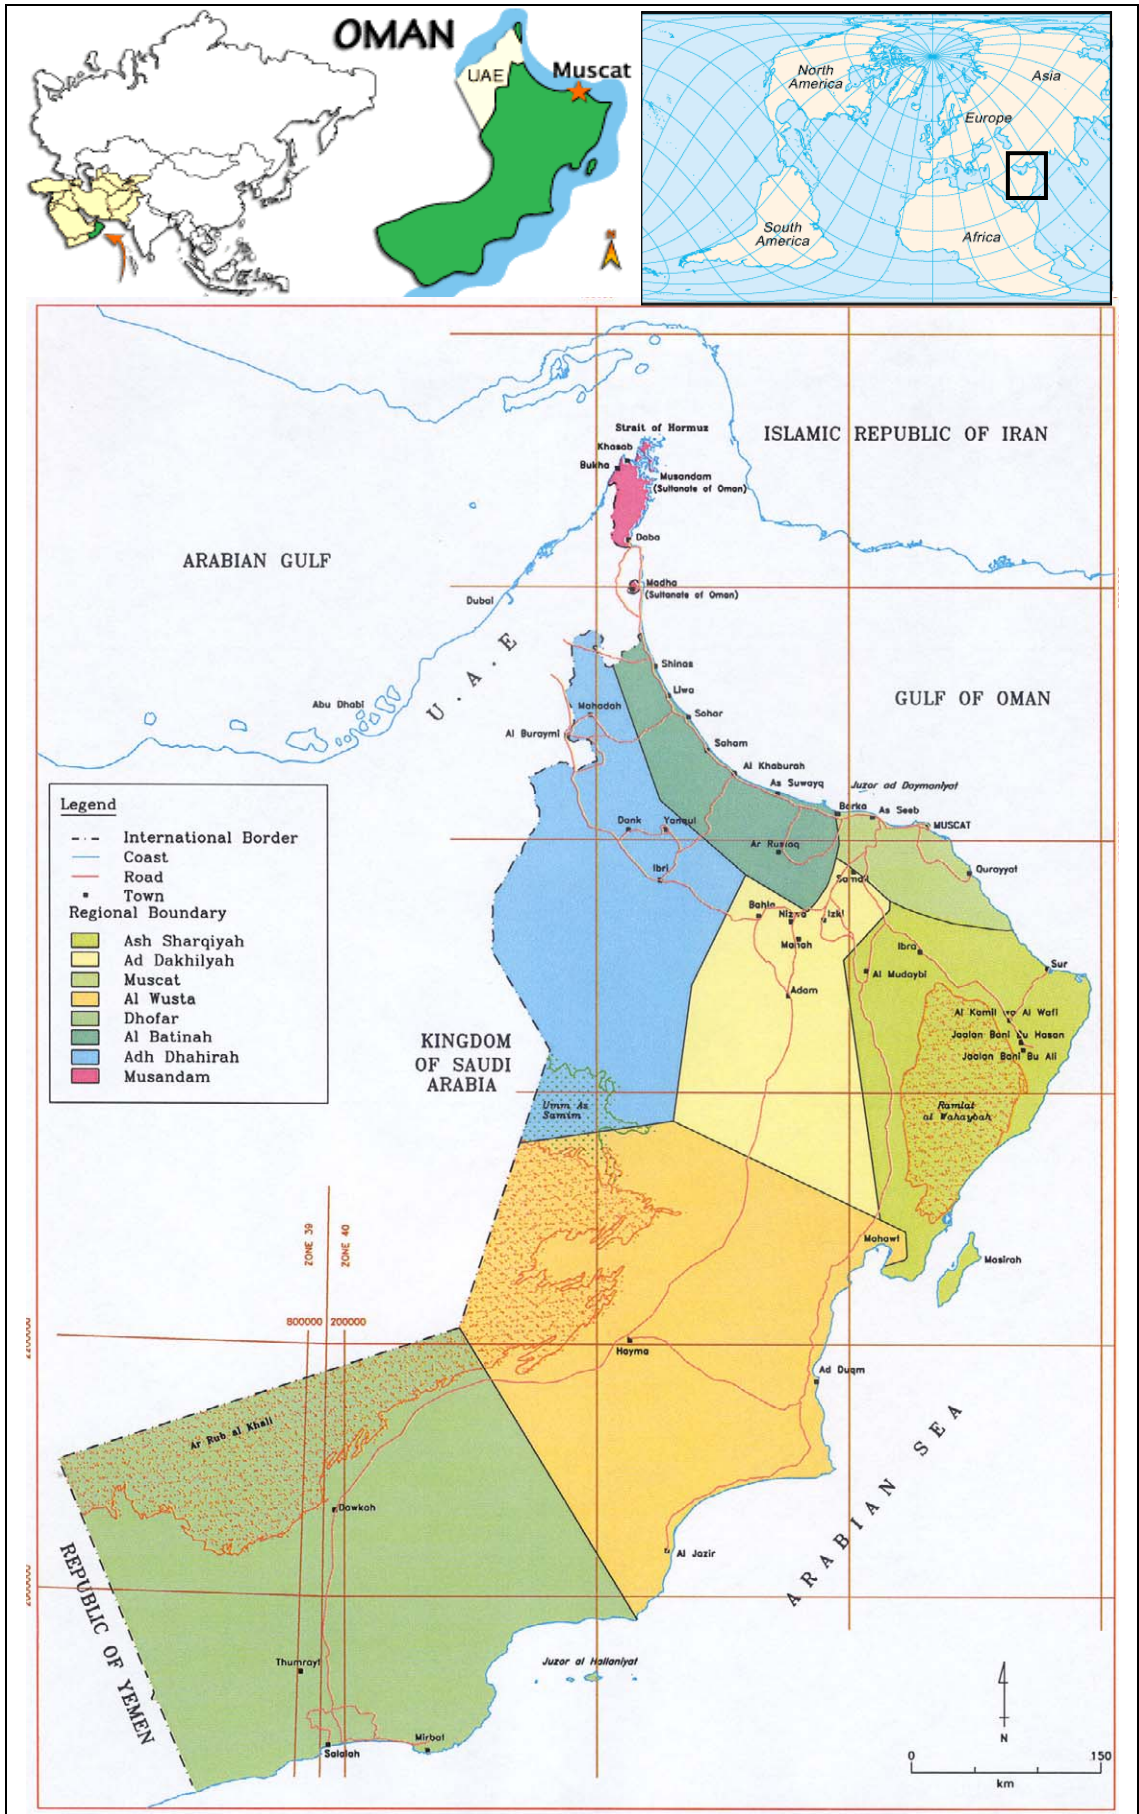 OMAN
UAE
Muscat
North
America
Asia
Europe
South
America
Africa
Strait of Hormuz
ISLAMIC REPUBLIC OF IRAN
Khasab
Bukha
Musandam
(Sultanate of Oman)
ARABIAN GULF
Daba
Madha
(Sultanate of Oman)
Dubai
U.A.E
Shinas
Liwa
GULF OF OMAN
Abu Dhabi
Mahadah
Sohar
Al Buraymi
Saham
Al Khaburah
As Suwayq
Juzor ad Daymaniyat
Barka
As Seeb
MUSCAT
Dank
Yanqul
Ar Rustaq
Ibri
Sama'il
Qurayyat
Legend
International Border
Coast
Road
Town
Regional Boundary
Ash Sharqiyah
Ad Dakhilyah
Muscat
Al Wusta
Dhofar
Al Batinah
Adh Dhahirah
Musandam
Bahla
Nizwa
Izki
Manah
Ibra
Al Mudaybi
Sur
Adam
Al Kamil wa Al Wafi
Jaalan Bani Bu Hasan
Jaalan Bani Bu Ali
KINGDOM
OF SAUDI
ARABIA
Umm As
Samim
Ramlat
al Wahaybah
Mahawt
Masirah
ZONE 39
ZONE 40
800000
200000
2200000
Hayma
Ad Duqm
Ar Rub al Khali
ARABIAN SEA
Dawkah
Al Jazir
2000000
REPUBLIC OF YEMEN
Thumrayt
Juzor al Hallaniyat
Mirbat
Salalah
N
0
150
km